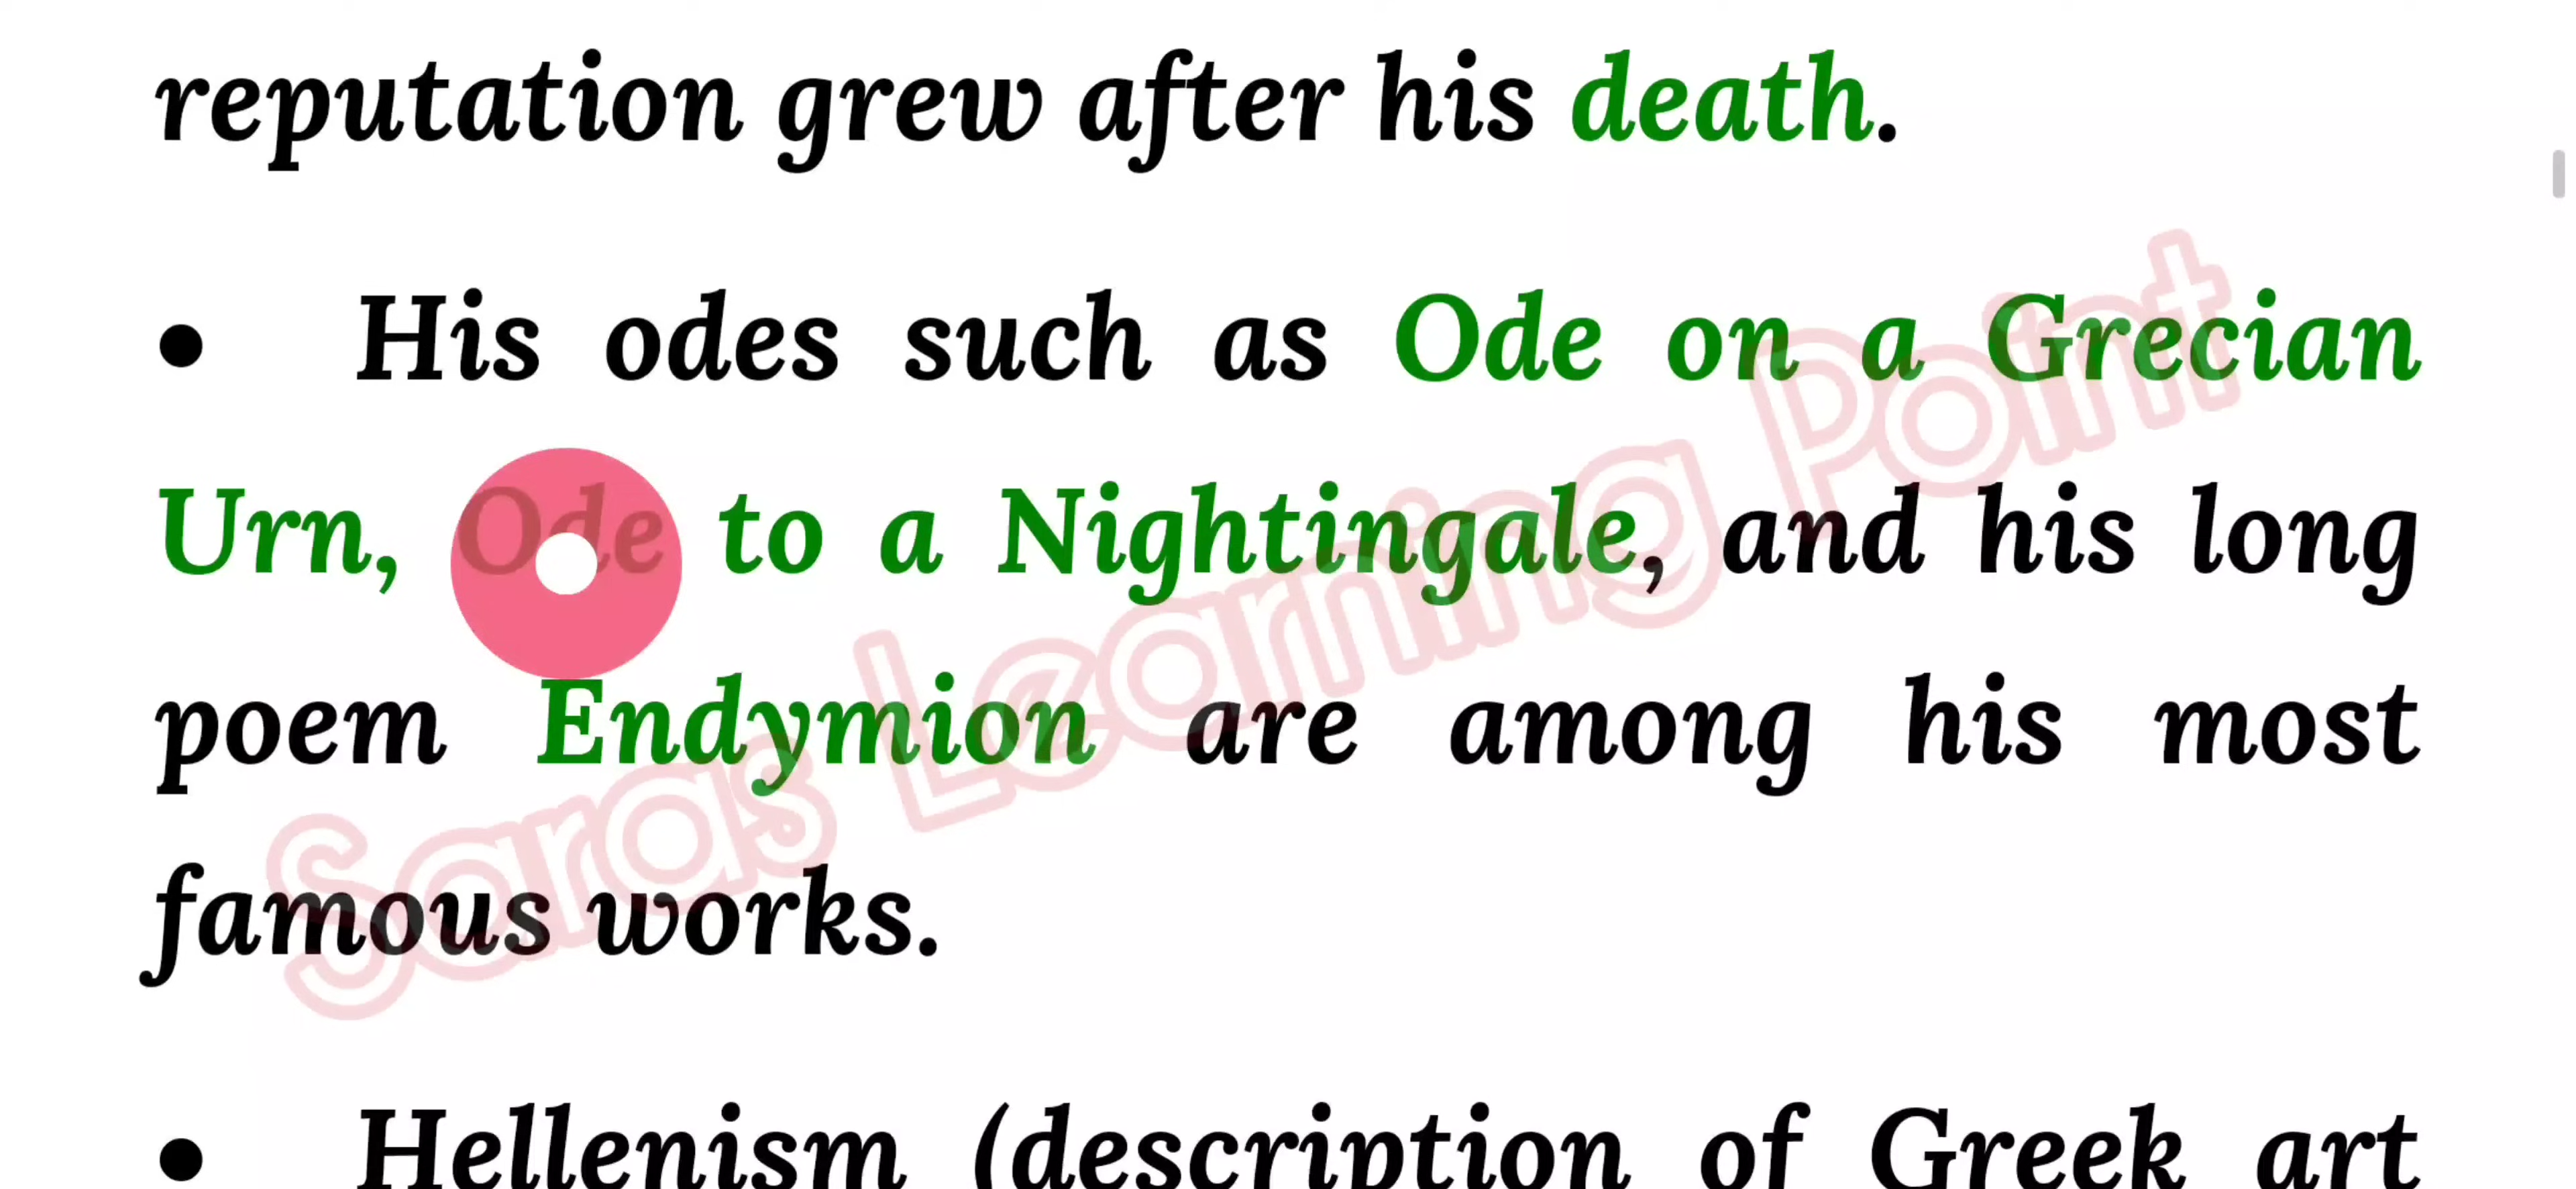 reputation grew after his death.
• His odes such as Ode on a Grecian
Urn, Ode to a Nightingale, and his long
poem Endymion are among his most
famous works.
• Hellenism (description of Greek art
Saras Learning Point